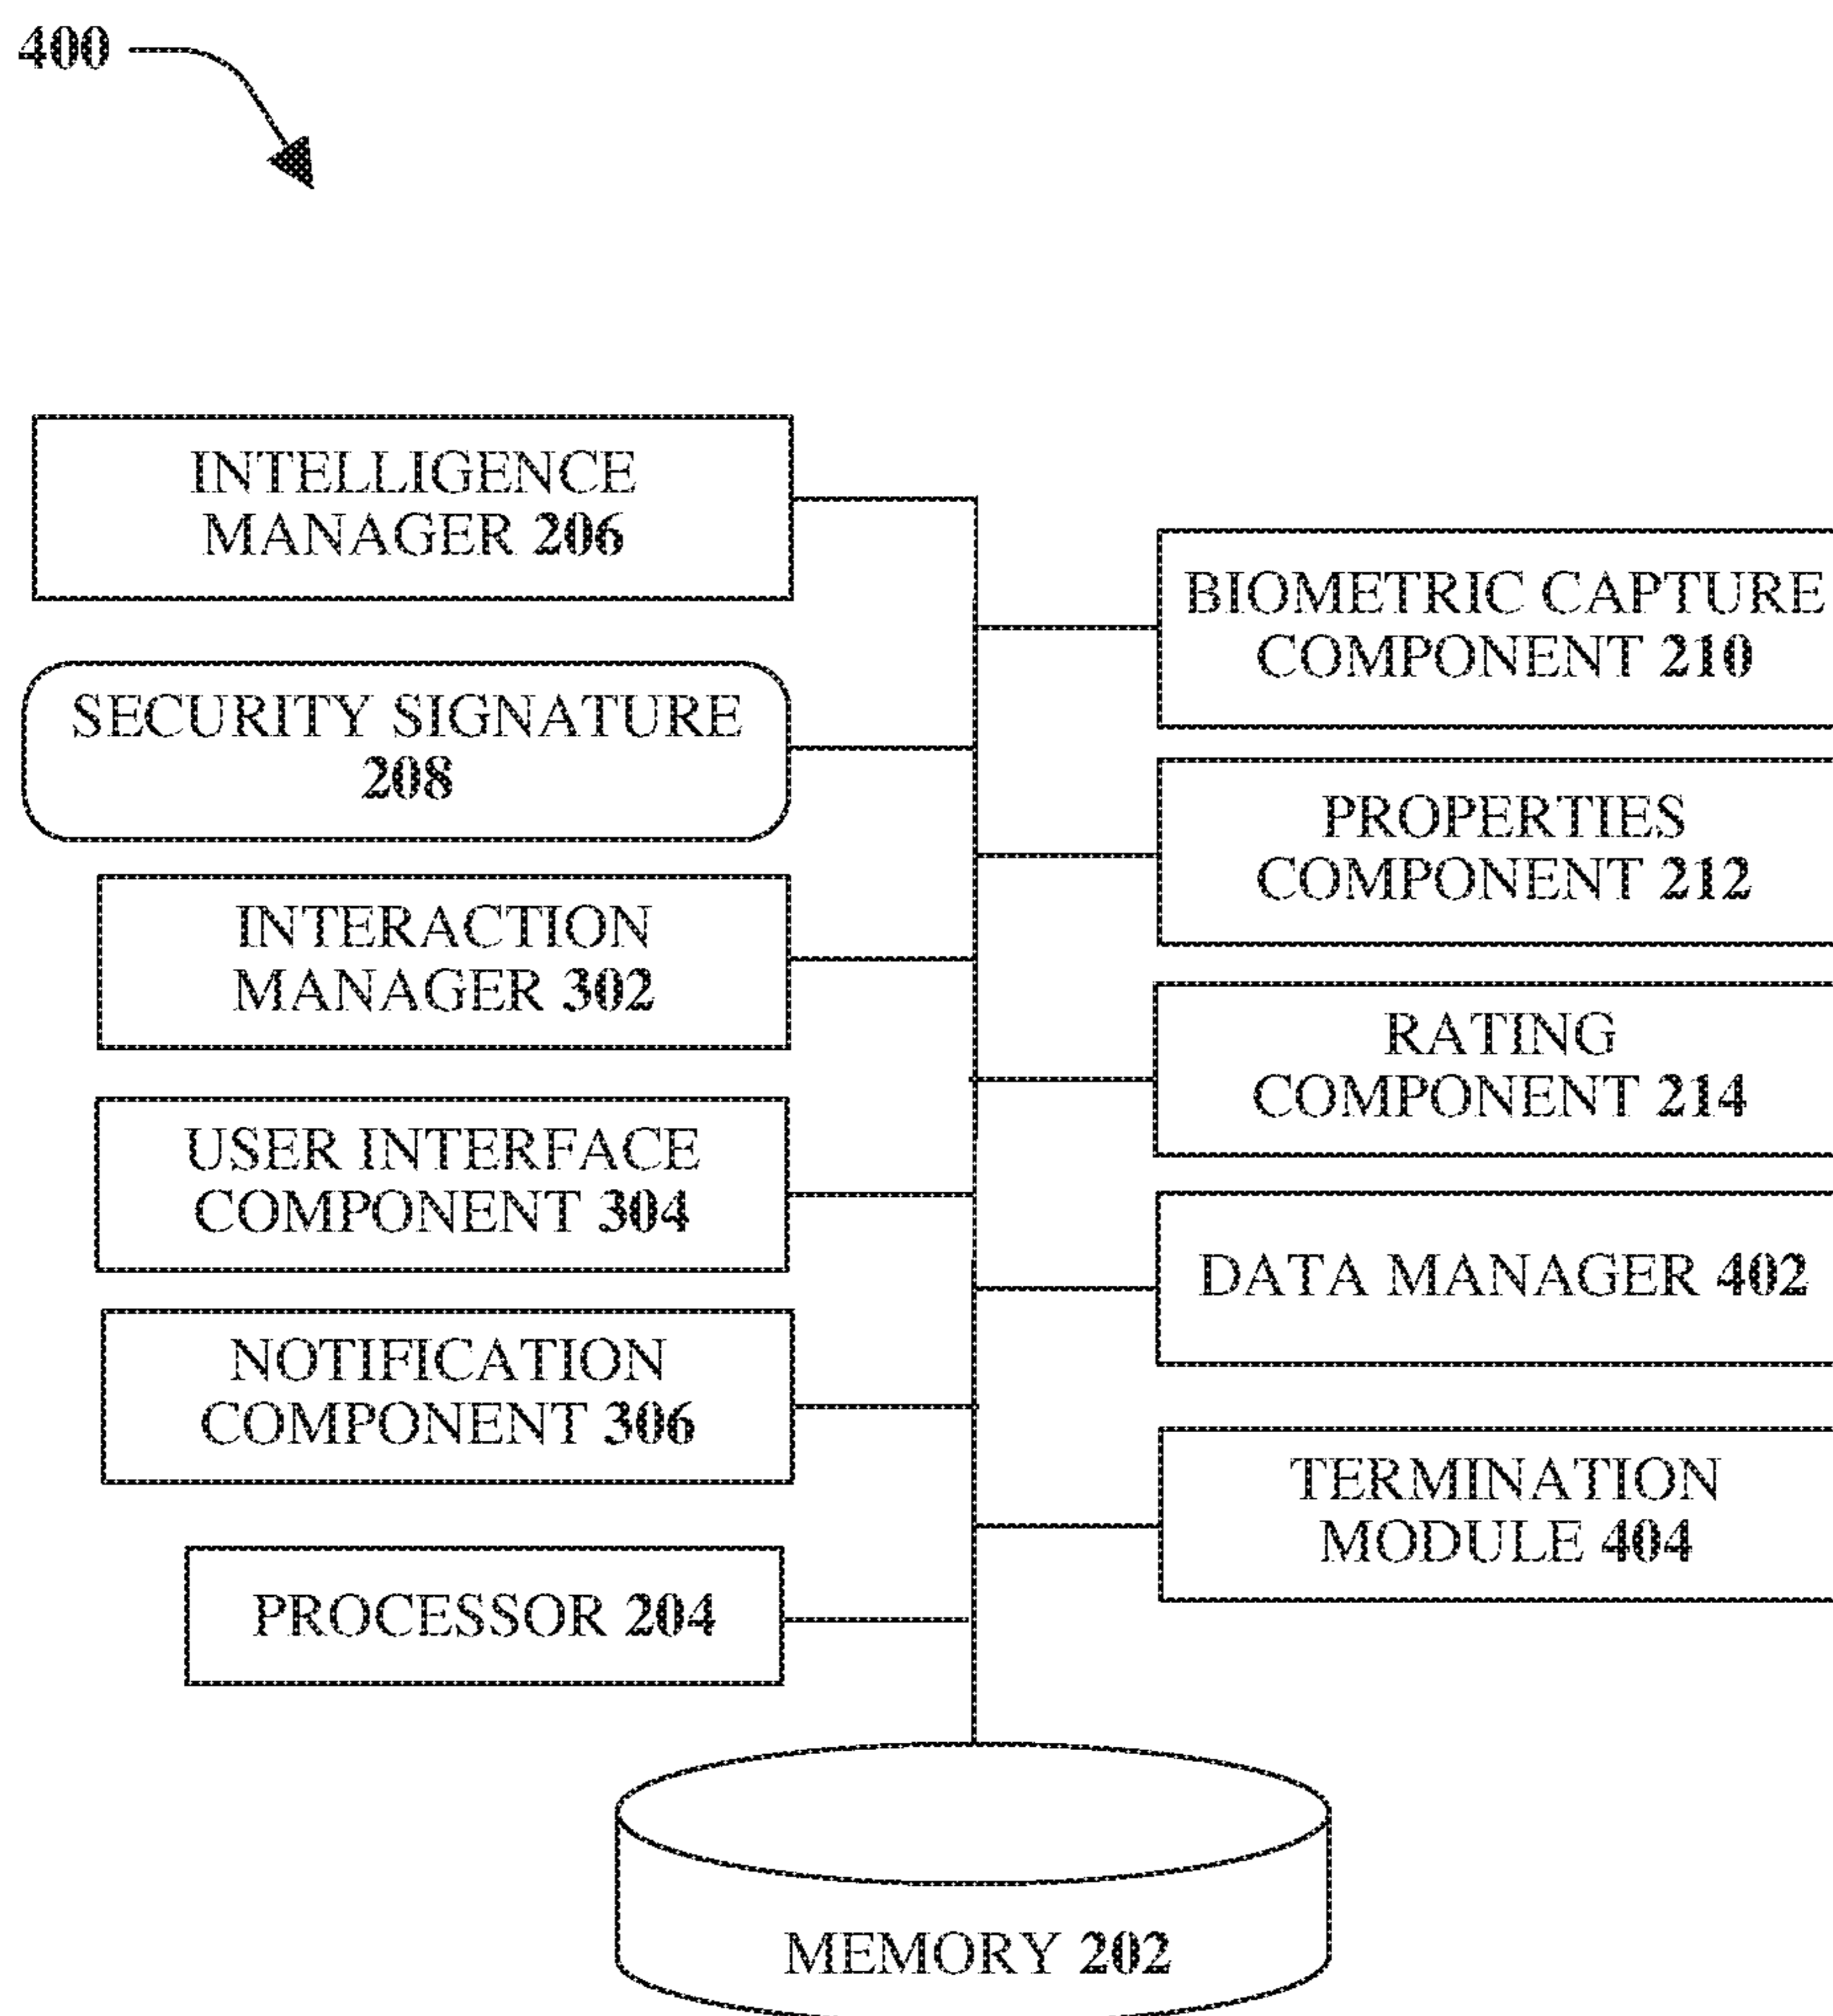 400
INTELLIGENCE
MANAGER 206
SECURITY SIGNATURE
208
INTERACTION
MANAGER 302
USER INTERFACE
COMPONENT 304
NOTIFICATION
COMPONENT 306
PROCESSOR 204
BIOMETRIC CAPTURE
COMPONENT 210
PROPERTIES
COMPONENT 212
RATING
COMPONENT 214
DATA MANAGER 402
TERMINATION
MODULE 404
MEMORY 202